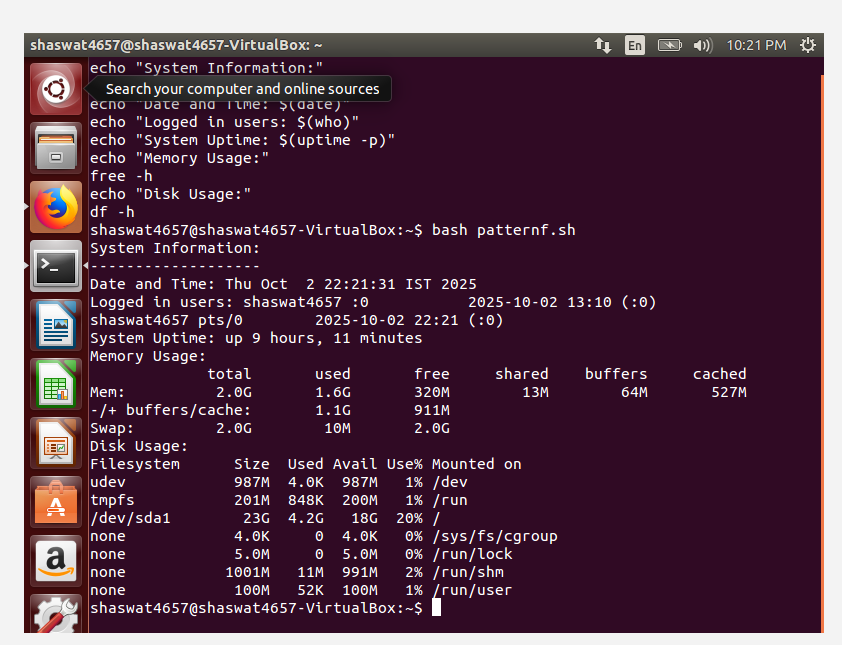 shaswat4657@shaswat4657-VirtualBox: ~
En
10:21 PM
echo "System Information:"
Search your computer and online sources
echo "Date and Time: $(date)"
echo "Logged in users: $(who)"
echo "System Uptime: $(uptime -p)"
echo "Memory Usage:"
free -h
echo "Disk Usage:"
df -h
shaswat4657@shaswat4657-VirtualBox:~$ bash patternf.sh
System Information:
-------------------
Date and Time: Thu Oct  2 22:21:31 IST 2025
Logged in users: shaswat4657 :0           2025-10-02 13:10 (:0)
shaswat4657 pts/0        2025-10-02 22:21 (:0)
System Uptime: up 9 hours, 11 minutes
Memory Usage:
             total       used       free     shared    buffers     cached
Mem:          2.0G       1.6G       320M        13M        64M       527M
-/+ buffers/cache:       1.1G       911M
Swap:         2.0G        10M       2.0G
Disk Usage:
Filesystem      Size  Used Avail Use% Mounted on
udev            987M  4.0K  987M   1% /dev
tmpfs           201M  848K  200M   1% /run
/dev/sda1        23G  4.2G   18G  20% /
none            4.0K     0  4.0K   0% /sys/fs/cgroup
none            5.0M     0  5.0M   0% /run/lock
none           1001M   11M  991M   2% /run/shm
none            100M   52K  100M   1% /run/user
shaswat4657@shaswat4657-VirtualBox:~$